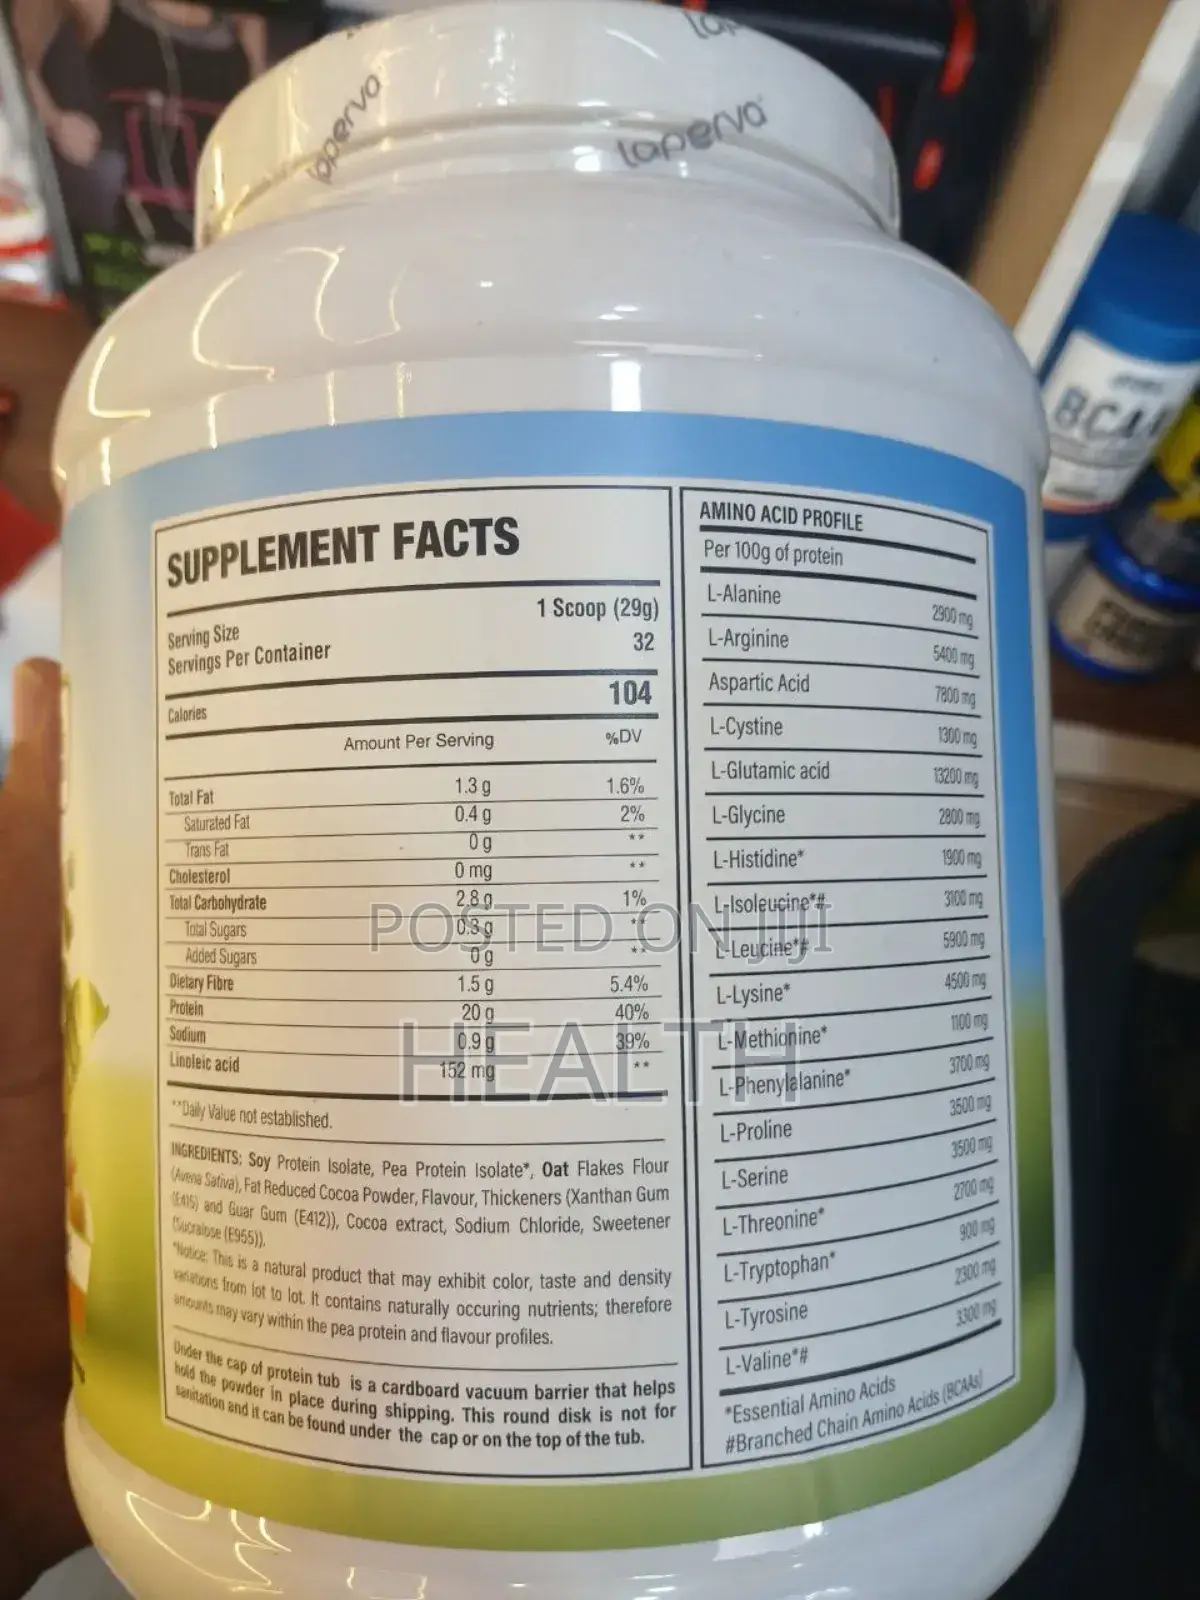 laperva
laperva
lap
BCA
SUPPLEMENT FACTS
Serving Size 1 Scoop (29g)
Servings Per Container 32
Calories 104
Amount Per Serving %DV
Total Fat 1.3 g 1.6%
Saturated Fat 0.4 g 2%
Trans Fat 0 g **
Cholesterol 0 mg **
Total Carbohydrate 2.8 g 1%
Total Sugars 0.3 g **
Added Sugars 0 g **
Dietary Fibre 1.5 g 5.4%
Protein 20 g 40%
Sodium 0.9 g 39%
Linoleic acid 152 mg **
**Daily Value not established.
INGREDIENTS; Soy Protein Isolate, Pea Protein Isolate*, Oat Flakes Flour
(Avena Sativa), Fat Reduced Cocoa Powder, Flavour, Thickeners (Xanthan Gum
(E415) and Guar Gum (E412)), Cocoa extract, Sodium Chloride, Sweetener
(Sucralose (E955)).
*Notice: This is a natural product that may exhibit color, taste and density
variations from lot to lot. It contains naturally occuring nutrients; therefore
amounts may vary within the pea protein and flavour profiles.
Under the cap of protein tub is a cardboard vacuum barrier that helps
hold the powder in place during shipping. This round disk is not for
sanitation and it can be found under the cap or on the top of the tub.
AMINO ACID PROFILE
Per 100g of protein
L-Alanine 2900 mg
L-Arginine 5400 mg
Aspartic Acid 7800 mg
L-Cystine 1300 mg
L-Glutamic acid 13200 mg
L-Glycine 2800 mg
L-Histidine* 1900 mg
L-Isoleucine*# 3100 mg
L-Leucine*# 5900 mg
L-Lysine* 4500 mg
L-Methionine* 1100 mg
L-Phenylalanine* 3700 mg
L-Proline 3500 mg
L-Serine 3500 mg
L-Threonine* 2700 mg
L-Tryptophan* 900 mg
L-Tyrosine 2300 mg
L-Valine*# 3300 mg
*Essential Amino Acids
#Branched Chain Amino Acids (BCAAs)
POSTED ON JIJI
HEALTH